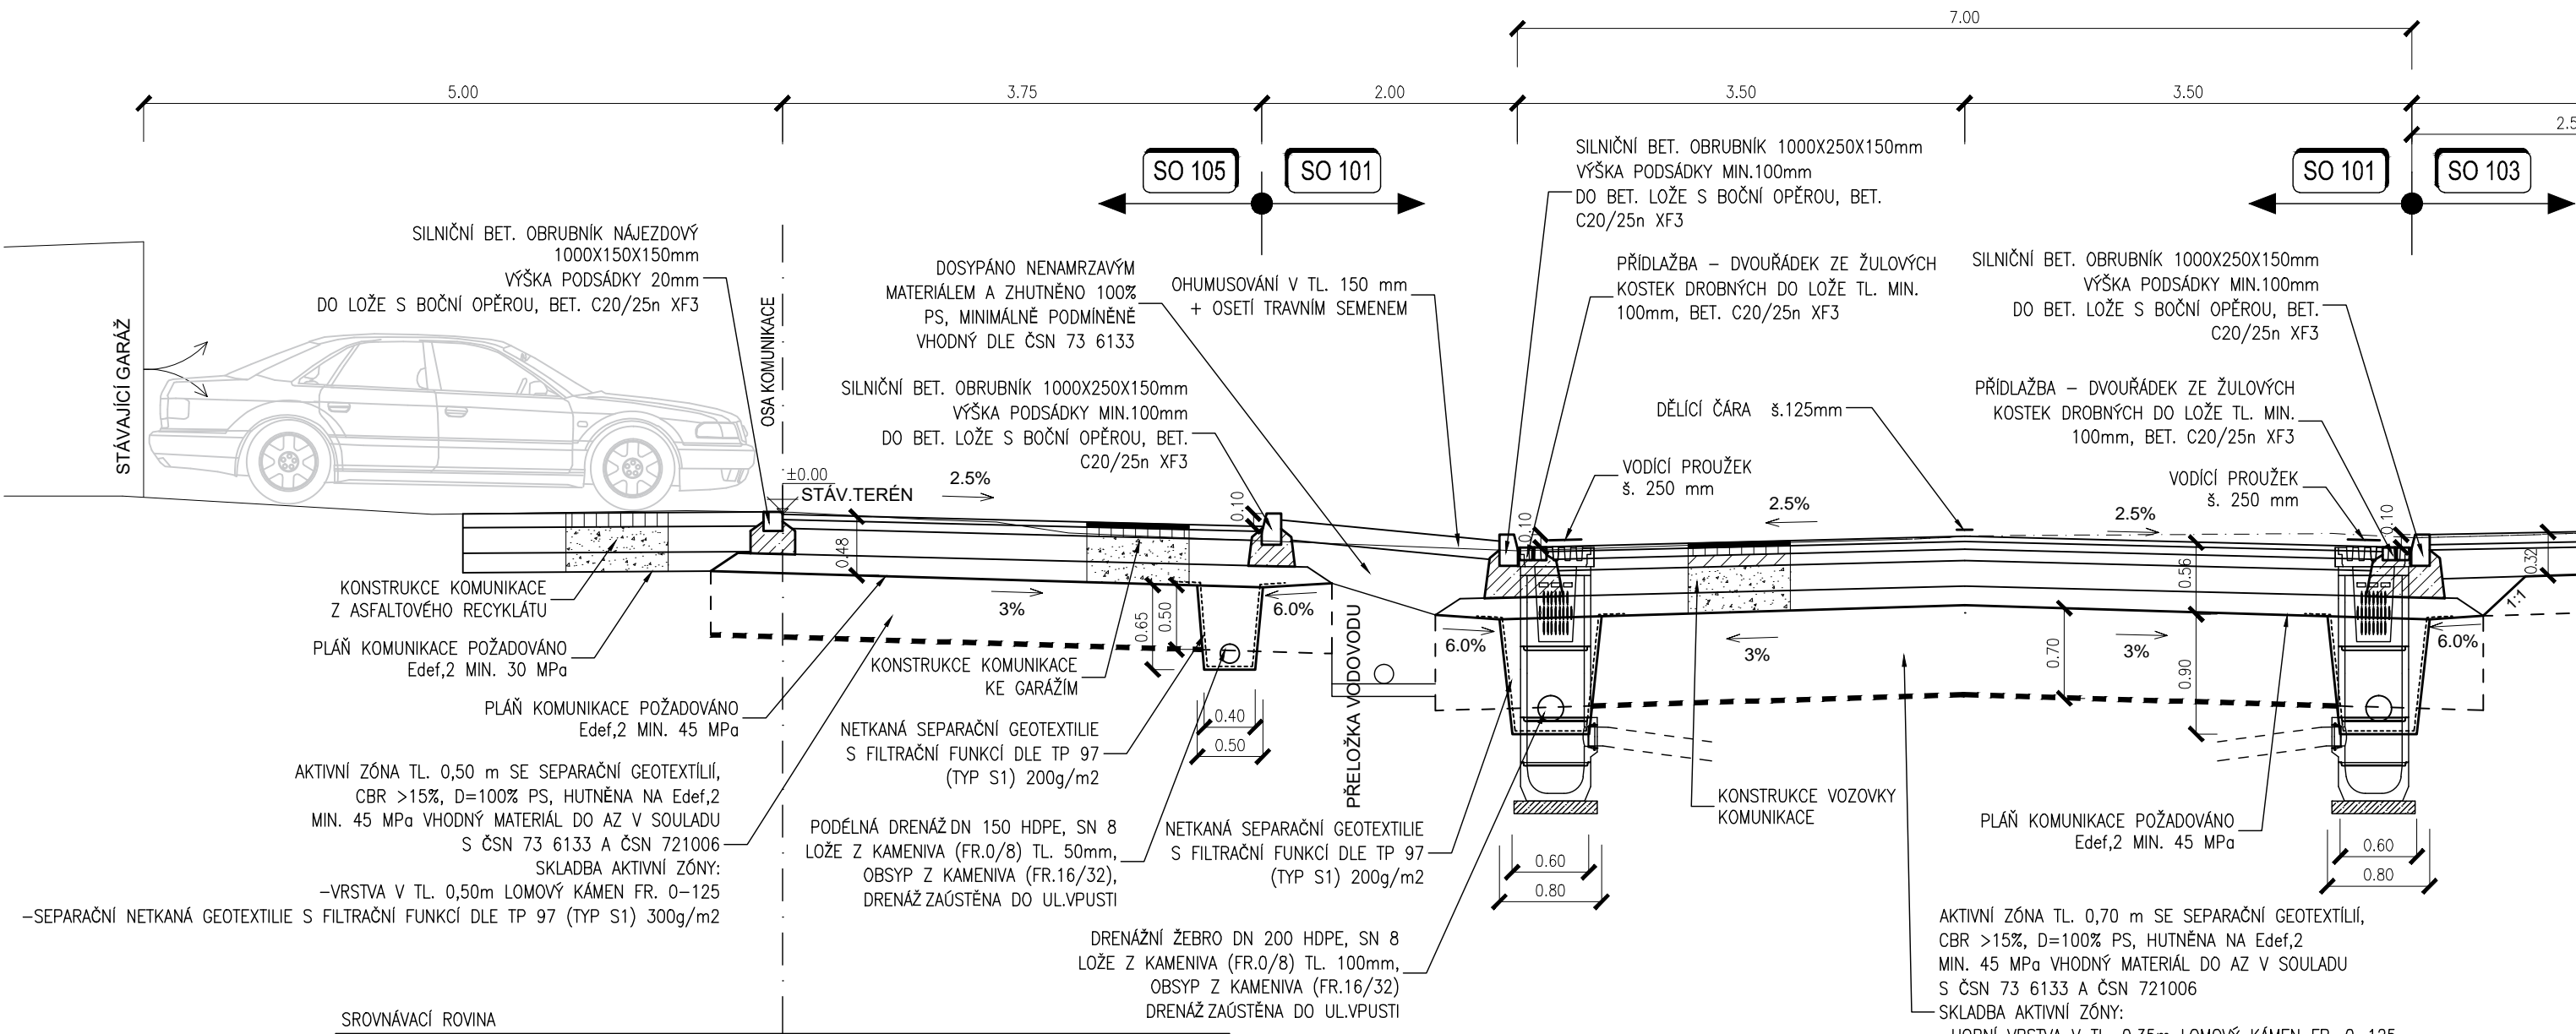 7.00
5.00
3.75
2.00
3.50
3.50
SO 105
SO 101
SO 101
SO 103
SILNIČNÍ BET. OBRUBNÍK 1000X250X150mm
VÝŠKA PODSÁDKY MIN.100mm
DO BET. LOŽE S BOČNÍ OPĚROU, BET.
C20/25n XF3
SILNIČNÍ BET. OBRUBNÍK NÁJEZDOVÝ
1000X150X150mm
VÝŠKA PODSÁDKY 20mm
DO LOŽE S BOČNÍ OPĚROU, BET. C20/25n XF3
DOSYPÁNO NENAMRZAVÝM
MATERIÁLEM A ZHUTNĚNO 100%
PS, MINIMÁLNĚ PODMÍNĚNĚ
VHODNÝ DLE ČSN 73 6133
OHUMUSOVÁNÍ V TL. 150 mm
+ OSETÍ TRAVNÍM SEMENEM
PŘÍDLAŽBA – DVOUŘÁDEK ZE ŽULOVÝCH
KOSTEK DROBNÝCH DO LOŽE TL. MIN.
100mm, BET. C20/25n XF3
SILNIČNÍ BET. OBRUBNÍK 1000X250X150mm
VÝŠKA PODSÁDKY MIN.100mm
DO BET. LOŽE S BOČNÍ OPĚROU, BET.
C20/25n XF3
STÁVAJÍCÍ GARÁŽ
OSA KOMUNIKACE
SILNIČNÍ BET. OBRUBNÍK 1000X250X150mm
VÝŠKA PODSÁDKY MIN.100mm
DO BET. LOŽE S BOČNÍ OPĚROU, BET.
C20/25n XF3
DĚLÍCÍ ČÁRA š.125mm
PŘÍDLAŽBA – DVOUŘÁDEK ZE ŽULOVÝCH
KOSTEK DROBNÝCH DO LOŽE TL. MIN.
100mm, BET. C20/25n XF3
VODÍCÍ PROUŽEK
š. 250 mm
VODÍCÍ PROUŽEK
š. 250 mm
±0.00
STÁV.TERÉN
2.5%
0.10
0.10
2.5%
2.5%
0.10
0.48
0.56
0.32
1:1
KONSTRUKCE KOMUNIKACE
Z ASFALTOVÉHO RECYKLÁTU
3%
0.65
0.50
6.0%
6.0%
3%
0.70
3%
0.90
6.0%
PLÁŇ KOMUNIKACE POŽADOVÁNO
Edef,2 MIN. 30 MPa
KONSTRUKCE KOMUNIKACE
KE GARÁŽÍM
PŘELOŽKA VODOVODU
PLÁŇ KOMUNIKACE POŽADOVÁNO
Edef,2 MIN. 45 MPa
NETKANÁ SEPARAČNÍ GEOTEXTILIE
S FILTRAČNÍ FUNKCÍ DLE TP 97
(TYP S1) 200g/m2
0.40
0.50
AKTIVNÍ ZÓNA TL. 0,50 m SE SEPARAČNÍ GEOTEXTÍLIÍ,
CBR >15%, D=100% PS, HUTNĚNA NA Edef,2
MIN. 45 MPa VHODNÝ MATERIÁL DO AZ V SOULADU
S ČSN 73 6133 A ČSN 721006
SKLADBA AKTIVNÍ ZÓNY:
-VRSTVA V TL. 0,50m LOMOVÝ KÁMEN FR. 0-125
-SEPARAČNÍ NETKANÁ GEOTEXTILIE S FILTRAČNÍ FUNKCÍ DLE TP 97 (TYP S1) 300g/m2
PODÉLNÁ DRENÁŽ DN 150 HDPE, SN 8
LOŽE Z KAMENIVA (FR.0/8) TL. 50mm,
OBSYP Z KAMENIVA (FR.16/32),
DRENÁŽ ZAÚSTĚNA DO UL.VPUSTI
NETKANÁ SEPARAČNÍ GEOTEXTILIE
S FILTRAČNÍ FUNKCÍ DLE TP 97
(TYP S1) 200g/m2
KONSTRUKCE VOZOVKY
KOMUNIKACE
PLÁŇ KOMUNIKACE POŽADOVÁNO
Edef,2 MIN. 45 MPa
0.60
0.80
0.60
0.80
DRENÁŽNÍ ŽEBRO DN 200 HDPE, SN 8
LOŽE Z KAMENIVA (FR.0/8) TL. 100mm,
OBSYP Z KAMENIVA (FR.16/32)
DRENÁŽ ZAÚSTĚNA DO UL.VPUSTI
AKTIVNÍ ZÓNA TL. 0,70 m SE SEPARAČNÍ GEOTEXTÍLIÍ,
CBR >15%, D=100% PS, HUTNĚNA NA Edef,2
MIN. 45 MPa VHODNÝ MATERIÁL DO AZ V SOULADU
S ČSN 73 6133 A ČSN 721006
SKLADBA AKTIVNÍ ZÓNY:
-HORNÍ VRSTVA V TL. 0,35m LOMOVÝ KÁMEN FR. 0-125
SROVNÁVACÍ ROVINA